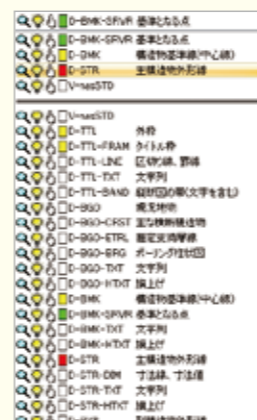 D-BMK-SRVR 基準となる点
D-BMK-SRVR 基準となる点
D-BMK 構造物基準線(中心線)
D-STR 主構造物外形線
V-nasSTD
V-nasSTD
D-TTL 外枠
D-TTL-FRAM タイトル枠
D-TTL-LINE 区切り線、罫線
D-TTL-TXT 文字列
D-TTL-BAND 縦断図の帯(文字を含む)
D-BGD 現況地物
D-BGD-CRST 主な横断構造物
D-BGD-ETRL 推定支持層線
D-BGD-BRG ボーリング柱状図
D-BGD-TXT 文字列
D-BGD-HTXT 旗上げ
D-BMK 構造物基準線(中心線)
D-BMK-SRVR 基準となる点
D-BMK-TXT 文字列
D-BMK-HTXT 旗上げ
D-STR 主構造物外形線
D-STR-DIM 寸法線、寸法値
D-STR-TXT 文字列
D-STR-HTXT 旗上げ